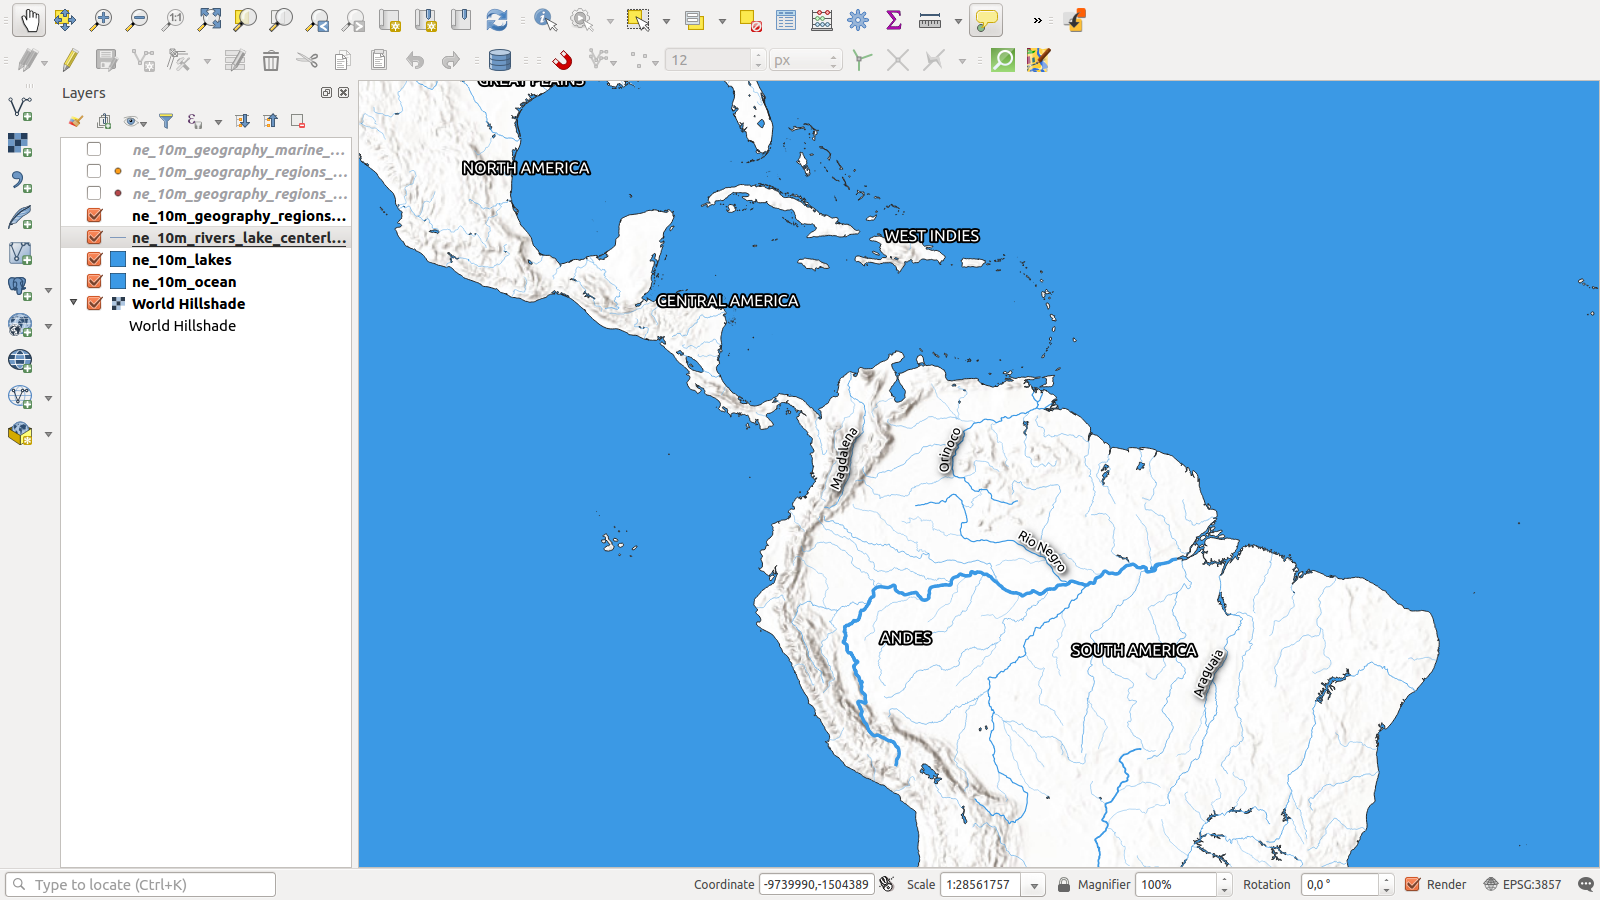 12
px
Layers
ne_10m_geography_marine_...
ne_10m_geography_regions_...
ne_10m_geography_regions_...
ne_10m_geography_regions...
ne_10m_rivers_lake_centerl...
ne_10m_lakes
ne_10m_ocean
World Hillshade
World Hillshade
GREAT PLAINS
NORTH AMERICA
WEST INDIES
CENTRAL AMERICA
Magdalena
Orinoco
Rio Negro
ANDES
SOUTH AMERICA
Araguaia
Type to locate (Ctrl+K)
Coordinate -9739990,-1504389 Scale 1:28561757 Magnifier 100% Rotation 0,0 ° Render EPSG:3857